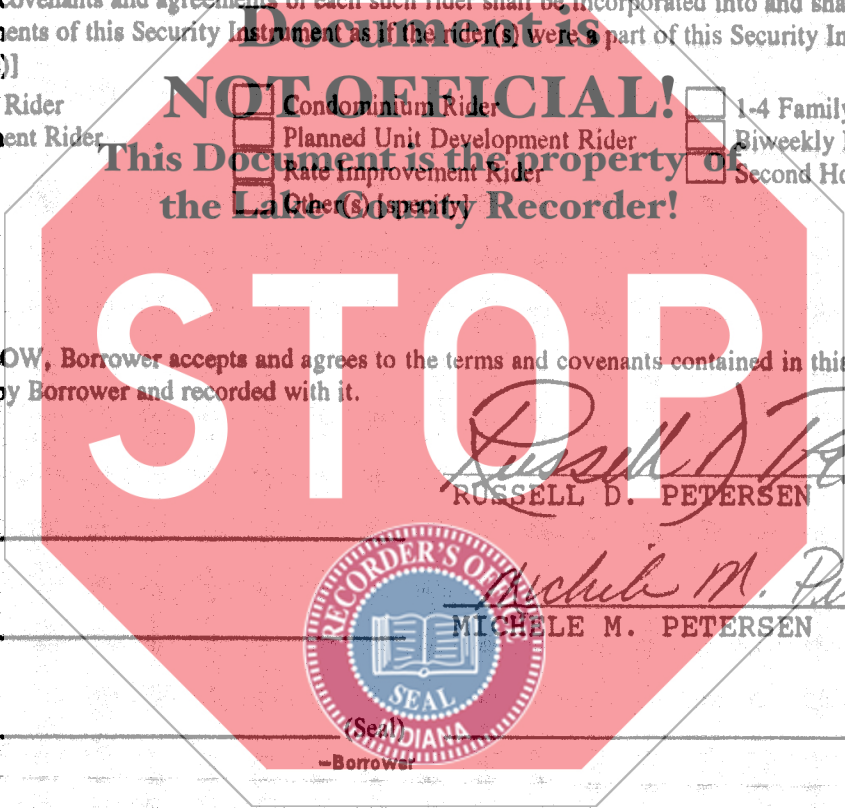 covenants and agreements of each such rider shall be incorporated into and sha
Document is
ents of this Security Instrument as if the rider(s) were a part of this Security In
)]
NOT OFFICIAL!
Rider Condominium Rider 1-4 Family
ent Rider Planned Unit Development Rider Biweekly
This Document is the property of
Rate Improvement Rider Second Ho
the Lake County Recorder!
Other(s) [specify]
STOP
OW, Borrower accepts and agrees to the terms and covenants contained in this
y Borrower and recorded with it.
Russell D
RUSSELL D. PETERSEN
RECORDER'S OFFICE
Michele M.
MICHELE M. PETERSEN
SEAL
INDIANA
(Seal)
-Borrower